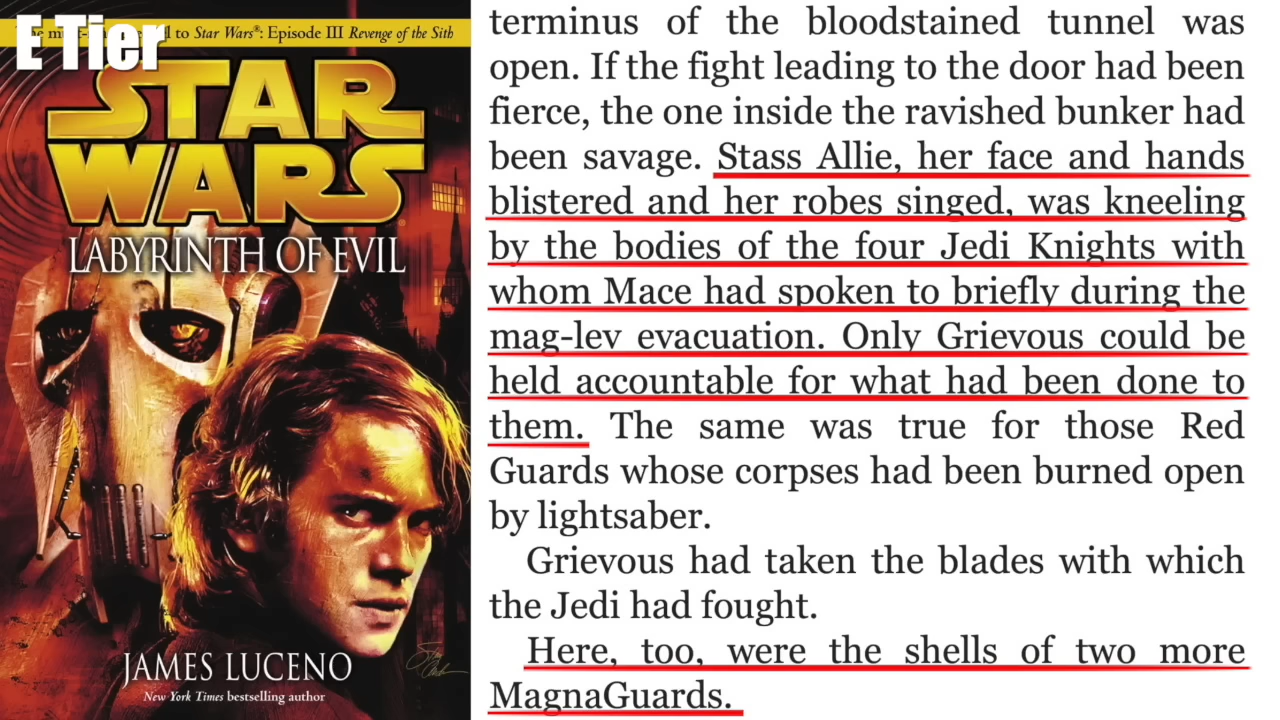 E Tier
to Star Wars®: Episode III Revenge of the Sith
STAR
WARS
LABYRINTH OF EVIL
JAMES LUCENO
New York Times bestselling author
terminus of the bloodstained tunnel was
open. If the fight leading to the door had been
fierce, the one inside the ravished bunker had
been savage. Stass Allie, her face and hands
blistered and her robes singed, was kneeling
by the bodies of the four Jedi Knights with
whom Mace had spoken to briefly during the
mag-lev evacuation. Only Grievous could be
held accountable for what had been done to
them. The same was true for those Red
Guards whose corpses had been burned open
by lightsaber.
Grievous had taken the blades with which
the Jedi had fought.
Here, too, were the shells of two more
MagnaGuards.